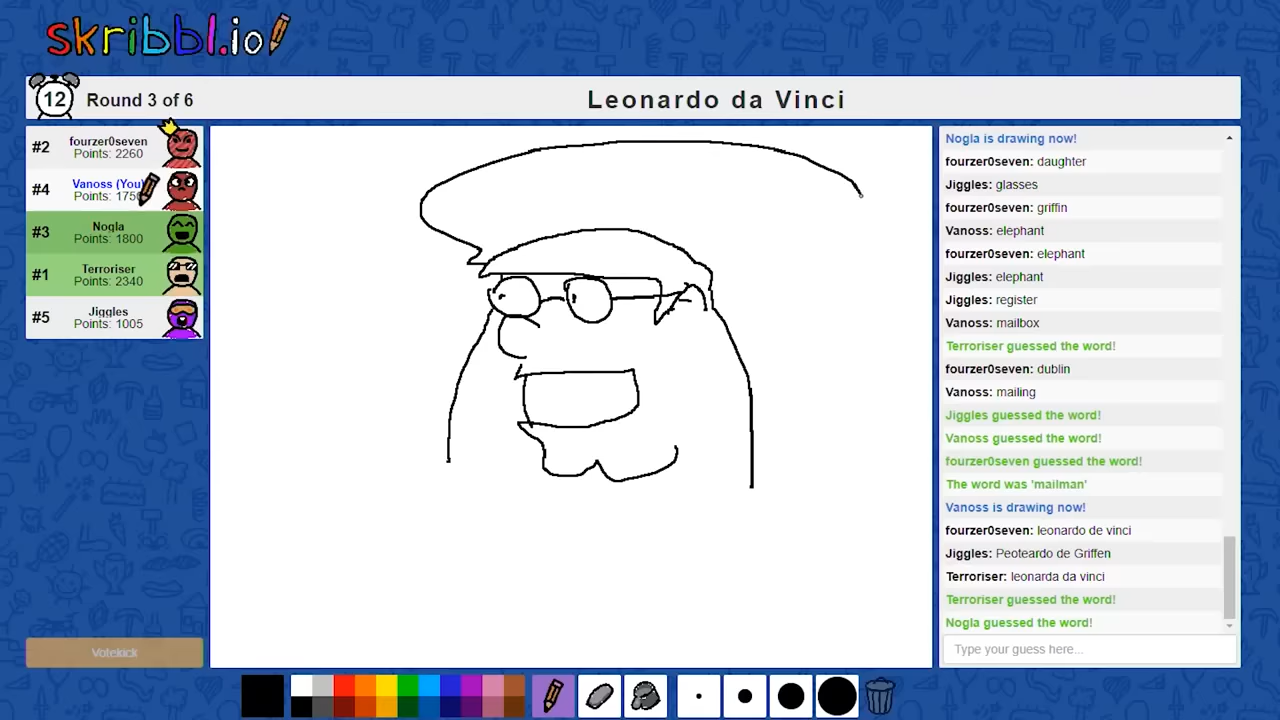 skribbl.io
12
Round 3 of 6
Leonardo da Vinci
#2
fourzer0seven
Points: 2260
#4
Vanoss (You)
Points: 1750
#3
Nogla
Points: 1800
#1
Terroriser
Points: 2340
#5
Jiggles
Points: 1005
Votekick
Nogla is drawing now!
fourzer0seven: daughter
Jiggles: glasses
fourzer0seven: griffin
Vanoss: elephant
fourzer0seven: elephant
Jiggles: elephant
Jiggles: register
Vanoss: mailbox
Terroriser guessed the word!
fourzer0seven: dublin
Vanoss: mailing
Jiggles guessed the word!
Vanoss guessed the word!
fourzer0seven guessed the word!
The word was 'mailman'
Vanoss is drawing now!
fourzer0seven: leonardo de vinci
Jiggles: Peoteardo de Griffen
Terroriser: leonarda da vinci
Terroriser guessed the word!
Nogla guessed the word!
Type your guess here...